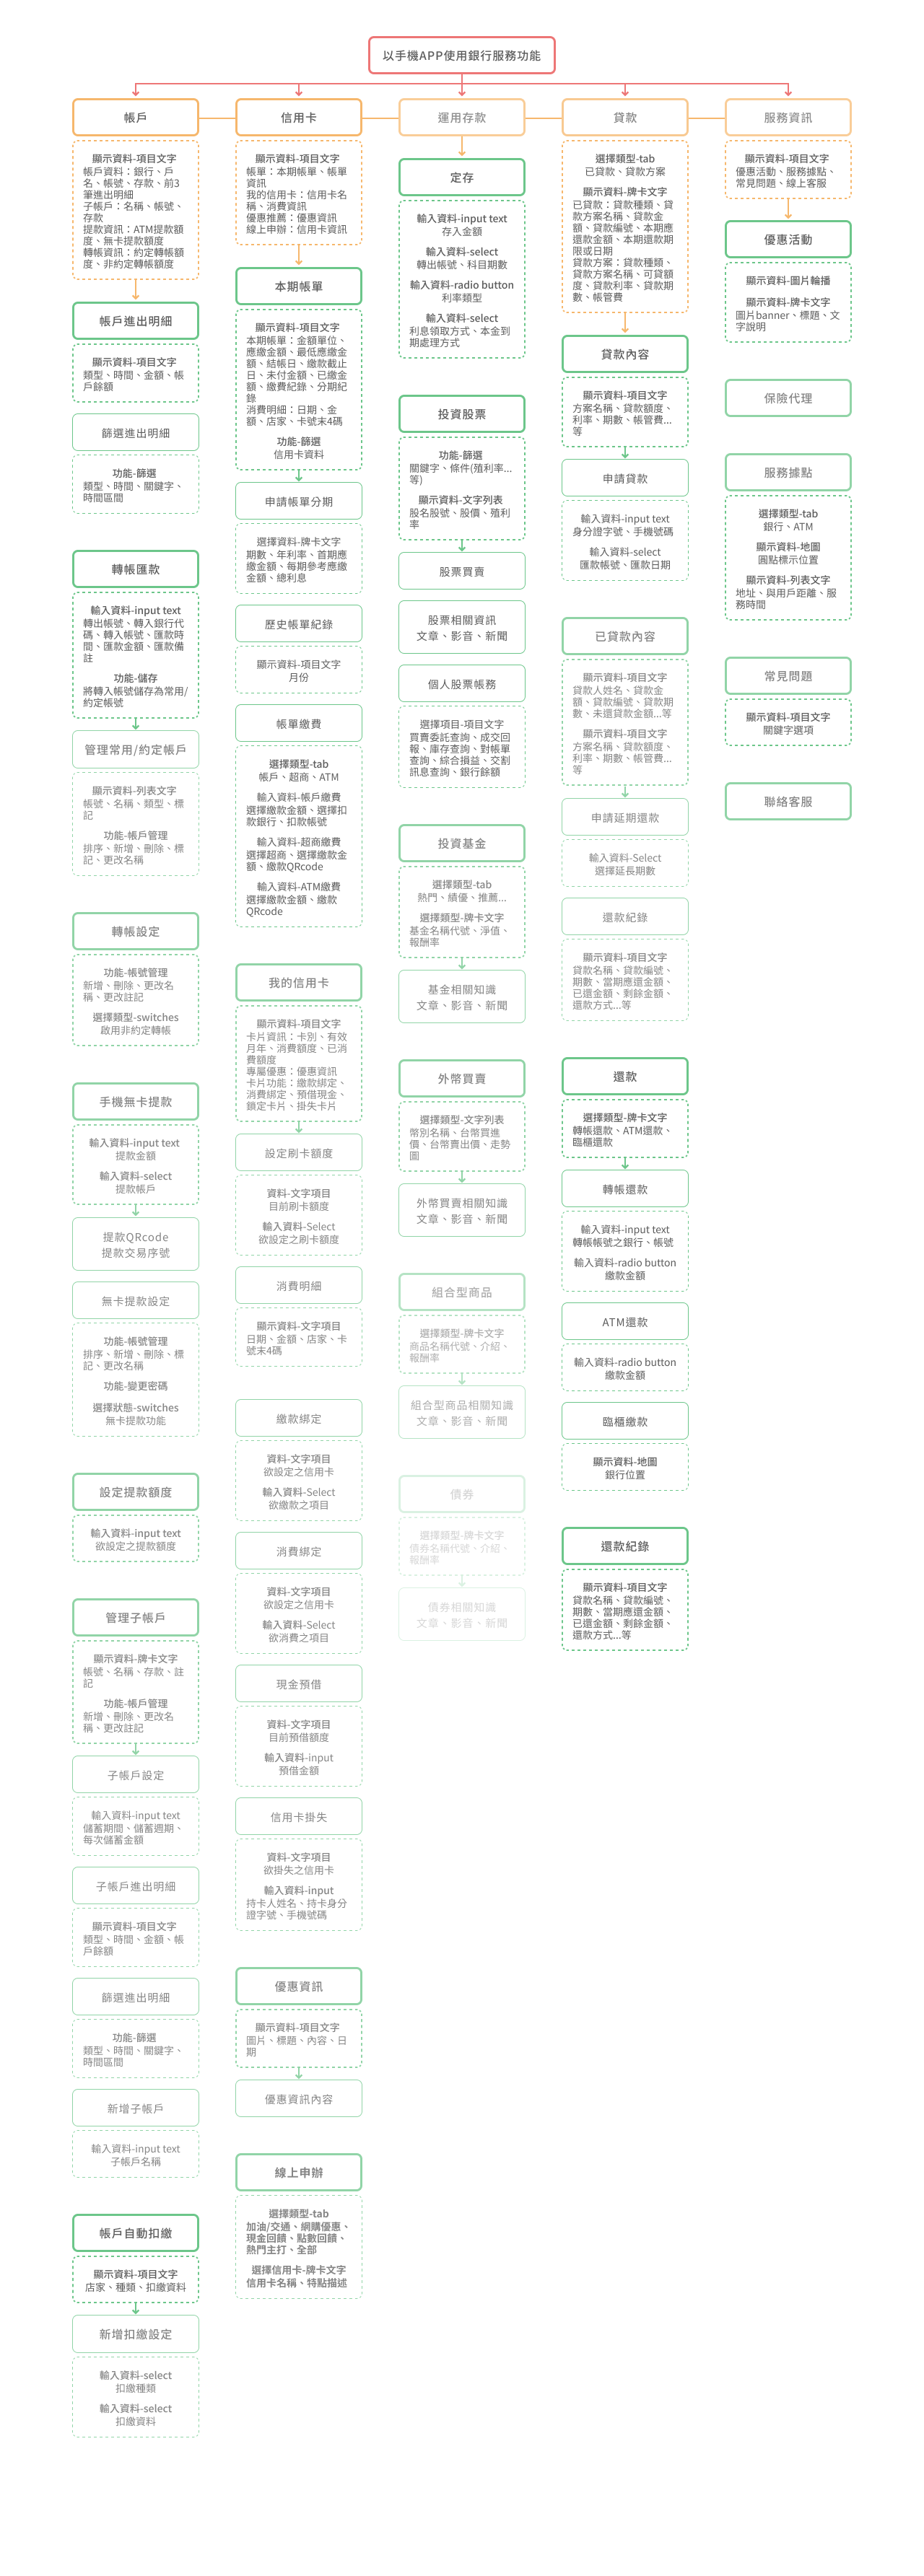 以手機APP使用銀行服務功能
帳戶
顯示資料-項目文字
帳戶資料：銀行、戶
名、帳號、存款、前3
筆進出明細
子帳戶：名稱、帳號、
存款
提款資訊：ATM提款額
度、無卡提款額度
轉帳資訊：約定轉帳額
度、非約定轉帳額度
帳戶進出明細
顯示資料-項目文字
類型、時間、金額、帳
戶餘額
篩選進出明細
功能-篩選
類型、時間、關鍵字、
時間區間
轉帳匯款
輸入資料-input text
轉出帳號、轉入銀行代
碼、轉入帳號、匯款時
間、匯款金額、匯款備
註
功能-儲存
將轉入帳號儲存為常用/
約定帳號
管理常用/約定帳戶
顯示資料-列表文字
帳號、名稱、類型、標
記
功能-帳戶管理
排序、新增、刪除、標
記、更改名稱
轉帳設定
功能-帳號管理
新增、刪除、更改名
稱、更改註記
選擇類型-switches
啟用非約定轉帳
手機無卡提款
輸入資料-input text
提款金額
輸入資料-select
提款帳戶
提款QRcode
提款交易序號
無卡提款設定
功能-帳號管理
排序、新增、刪除、標
記、更改名稱
功能-變更密碼
選擇狀態-switches
無卡提款功能
設定提款額度
輸入資料-input text
欲設定之提款額度
管理子帳戶
顯示資料-牌卡文字
帳號、名稱、存款、註
記
功能-帳戶管理
新增、刪除、更改名
稱、更改註記
子帳戶設定
輸入資料-input text
儲蓄期間、儲蓄週期、
每次儲蓄金額
子帳戶進出明細
顯示資料-項目文字
類型、時間、金額、帳
戶餘額
篩選進出明細
功能-篩選
類型、時間、關鍵字、
時間區間
新增子帳戶
輸入資料-input text
子帳戶名稱
帳戶自動扣繳
顯示資料-項目文字
店家、種類、扣繳資料
新增扣繳設定
輸入資料-select
扣繳種類
輸入資料-select
扣繳資料
信用卡
顯示資料-項目文字
帳單：本期帳單、帳單
資訊
我的信用卡：信用卡名
稱、消費資訊
優惠推薦：優惠資訊
線上申辦：信用卡資訊
本期帳單
顯示資料-項目文字
本期帳單：金額單位、
應繳金額、最低應繳金
額、結帳日、繳款截止
日、未付金額、已繳金
額、繳費紀錄、分期紀
錄
消費明細：日期、金
額、店家、卡號末4碼
功能-篩選
信用卡資料
申請帳單分期
選擇資料-牌卡文字
期數、年利率、首期應
繳金額、每期參考應繳
金額、總利息
歷史帳單紀錄
顯示資料-項目文字
月份
帳單繳費
選擇類型-tab
帳戶、超商、ATM
輸入資料-帳戶繳費
選擇繳款金額、選擇扣
款銀行、扣款帳號
輸入資料-超商繳費
選擇超商、選擇繳款金
額、繳款QRcode
輸入資料-ATM繳費
選擇繳款金額、繳款
QRcode
我的信用卡
顯示資料-項目文字
卡片資訊：卡別、有效
月年、消費額度、已消
費額度
專屬優惠：優惠資訊
卡片功能：繳款綁定、
消費綁定、預借現金、
鎖定卡片、掛失卡片
設定刷卡額度
資料-文字項目
目前刷卡額度
輸入資料-Select
欲設定之刷卡額度
消費明細
顯示資料-文字項目
日期、金額、店家、卡
號末4碼
繳款綁定
資料-文字項目
欲設定之信用卡
輸入資料-Select
欲繳款之項目
消費綁定
資料-文字項目
欲設定之信用卡
輸入資料-Select
欲消費之項目
現金預借
資料-文字項目
目前預借額度
輸入資料-input
預借金額
信用卡掛失
資料-文字項目
欲掛失之信用卡
輸入資料-input
持卡人姓名、持卡身分
證字號、手機號碼
優惠資訊
顯示資料-項目文字
圖片、標題、內容、日
期
優惠資訊內容
線上申辦
選擇類型-tab
加油/交通、網購優惠、
現金回饋、點數回饋、
熱門主打、全部
選擇信用卡-牌卡文字
信用卡名稱、特點描述
運用存款
定存
輸入資料-input text
存入金額
輸入資料-select
轉出帳號、科目期數
輸入資料-radio button
利率類型
輸入資料-select
利息領取方式、本金到
期處理方式
投資股票
功能-篩選
關鍵字、條件(殖利率...
等)
顯示資料-文字列表
股名股號、股價、殖利
率
股票買賣
股票相關資訊
文章、影音、新聞
個人股票帳務
選擇項目-項目文字
買賣委託查詢、成交回
報、庫存查詢、對帳單
查詢、綜合損益、交割
訊息查詢、銀行餘額
投資基金
選擇類型-tab
熱門、績優、推薦...
選擇類型-牌卡文字
基金名稱代號、淨值、
報酬率
基金相關知識
文章、影音、新聞
外幣買賣
選擇類型-文字列表
幣別名稱、台幣買進
價、台幣賣出價、走勢
圖
外幣買賣相關知識
文章、影音、新聞
組合型商品
選擇類型-牌卡文字
商品名稱代號、介紹、
報酬率
組合型商品相關知識
文章、影音、新聞
債券
選擇類型-牌卡文字
債券名稱代號、介紹、
報酬率
債券相關知識
文章、影音、新聞
貸款
選擇類型-tab
已貸款、貸款方案
顯示資料-牌卡文字
已貸款：貸款種類、貸
款方案名稱、貸款金
額、貸款編號、本期應
還款金額、本期還款期
限或日期
貸款方案：貸款種類、
貸款方案名稱、可貸額
度、貸款利率、貸款期
數、帳管費
貸款內容
顯示資料-項目文字
方案名稱、貸款額度、
利率、期數、帳管費...
等
申請貸款
輸入資料-input text
身分證字號、手機號碼
輸入資料-select
匯款帳號、匯款日期
已貸款內容
顯示資料-項目文字
貸款人姓名、貸款金
額、貸款編號、貸款期
數、未還貸款金額...等
顯示資料-項目文字
方案名稱、貸款額度、
利率、期數、帳管費...
等
申請延期還款
輸入資料-Select
選擇延長期數
還款紀錄
顯示資料-項目文字
貸款名稱、貸款編號、
期數、當期應還金額、
已還金額、剩餘金額、
還款方式...等
還款
選擇類型-牌卡文字
轉帳還款、ATM還款、
臨櫃還款
轉帳還款
輸入資料-input text
轉帳帳號之銀行、帳號
輸入資料-radio button
繳款金額
ATM還款
輸入資料-radio button
繳款金額
臨櫃繳款
顯示資料-地圖
銀行位置
還款紀錄
顯示資料-項目文字
貸款名稱、貸款編號、
期數、當期應還金額、
已還金額、剩餘金額、
還款方式...等
服務資訊
顯示資料-項目文字
優惠活動、服務據點、
常見問題、線上客服
優惠活動
顯示資料-圖片輪播
顯示資料-牌卡文字
圖片banner、標題、文
字說明
保險代理
服務據點
選擇類型-tab
銀行、ATM
顯示資料-地圖
圓點標示位置
顯示資料-列表文字
地址、與用戶距離、服
務時間
常見問題
顯示資料-項目文字
關鍵字選項
聯絡客服